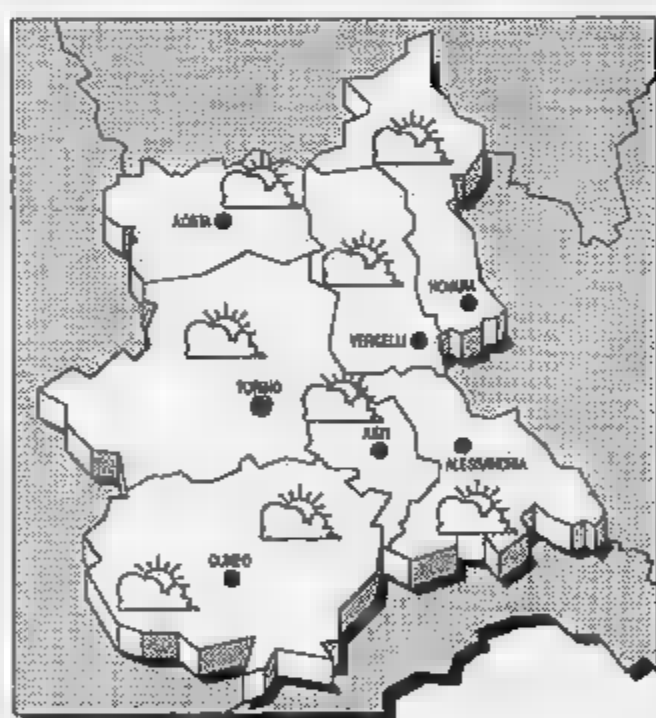 AOSTA
NOVARA
VERCELLI
TORINO
ASTI
ALESSANDRIA
CUNEO